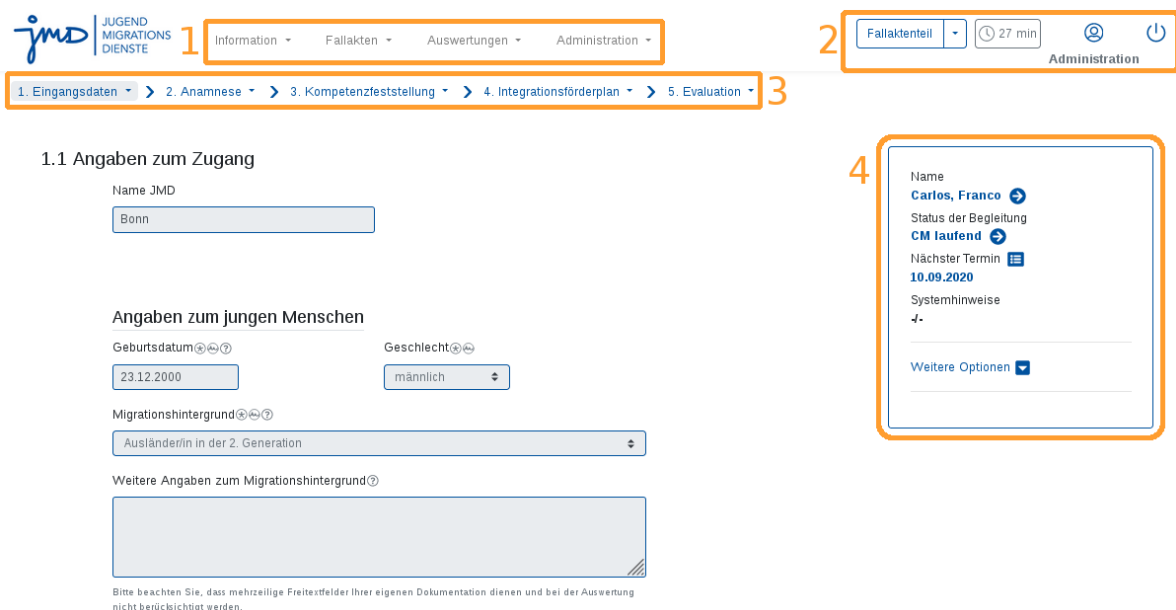 jmd JUGEND
MIGRATIONS
DIENSTE
1 Information Fallakten Auswertungen Administration
2 Fallaktenteil 27 min
Administration
1. Eingangsdaten 2. Anamnese 3. Kompetenzfeststellung 4. Integrationsförderplan 5. Evaluation 3
1.1 Angaben zum Zugang
Name JMD
Bonn
Angaben zum jungen Menschen
Geburtsdatum Geschlecht
23.12.2000 männlich
Migrationshintergrund
Ausländer/in in der 2. Generation
Weitere Angaben zum Migrationshintergrund
Bitte beachten Sie, dass mehrzeilige Freitextfelder Ihrer eigenen Dokumentation dienen und bei der Auswertung
nicht berücksichtigt werden.
4
Name
Carlos, Franco
Status der Begleitung
CM laufend
Nächster Termin
10.09.2020
Systemhinweise
-/-
Weitere Optionen